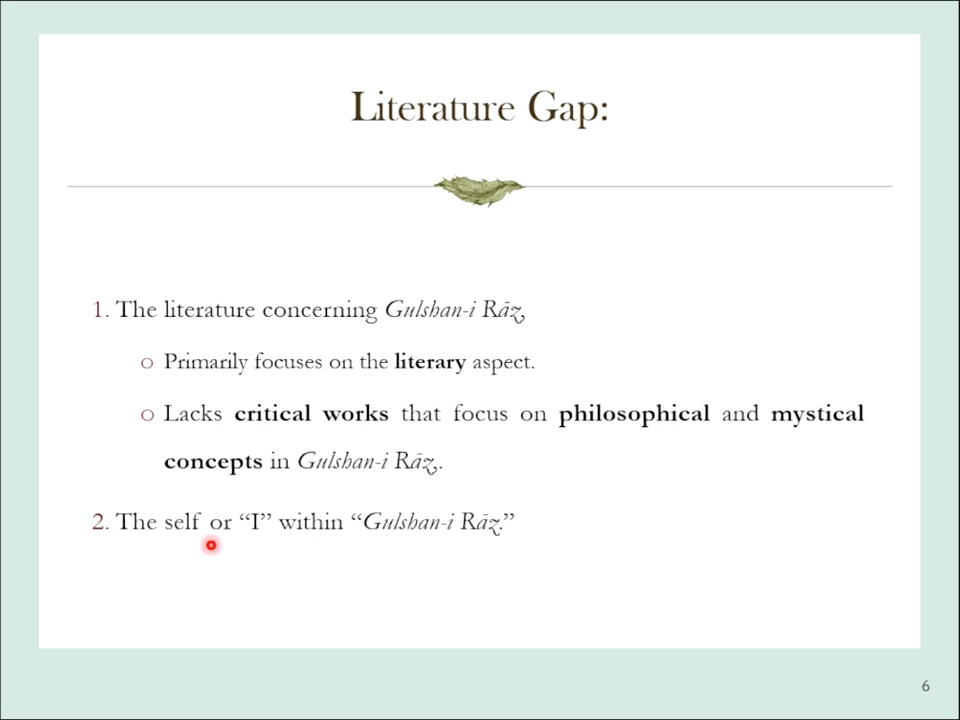 Literature Gap:
1. The literature concerning Gulshan-i Rāz,
o Primarily focuses on the literary aspect.
o Lacks critical works that focus on philosophical and mystical
concepts in Gulshan-i Rāz,.
2. The self or “I” within “Gulshan-i Rāz.”
6